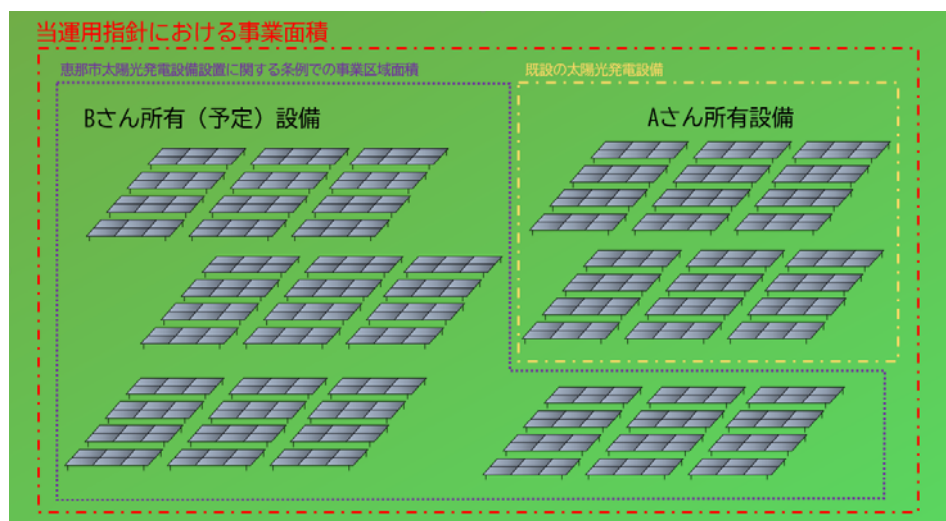 当運用指針における事業面積
恵那市太陽光発電設備設置に関する条例での事業区域面積
既設の太陽光発電設備
Bさん所有（予定）設備
Aさん所有設備